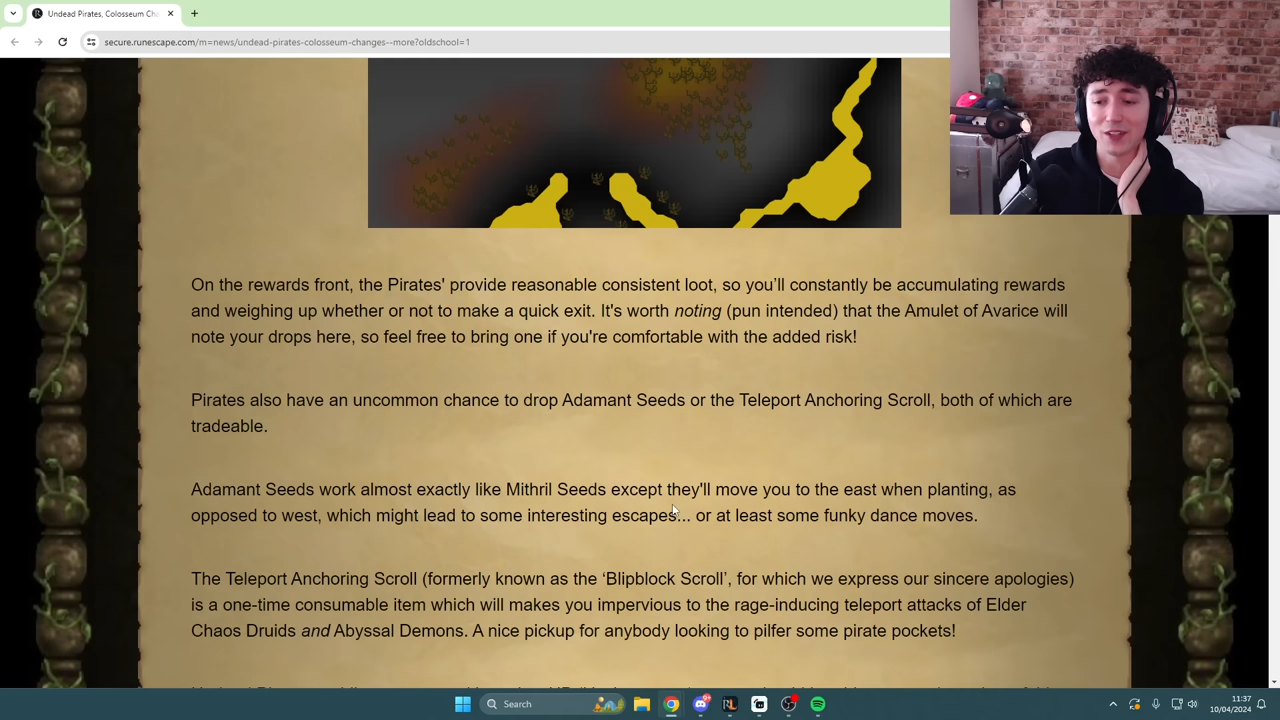 Undead Pirates, Colosseum Cha
secure.runescape.com/m=news/undead-pirates-colosseum-changes--more?oldschool=1
On the rewards front, the Pirates' provide reasonable consistent loot, so you’ll constantly be accumulating rewards
and weighing up whether or not to make a quick exit. It's worth noting (pun intended) that the Amulet of Avarice will
note your drops here, so feel free to bring one if you're comfortable with the added risk!
Pirates also have an uncommon chance to drop Adamant Seeds or the Teleport Anchoring Scroll, both of which are
tradeable.
Adamant Seeds work almost exactly like Mithril Seeds except they'll move you to the east when planting, as
opposed to west, which might lead to some interesting escapes... or at least some funky dance moves.
The Teleport Anchoring Scroll (formerly known as the ‘Blipblock Scroll’, for which we express our sincere apologies)
is a one-time consumable item which will makes you impervious to the rage-inducing teleport attacks of Elder
Chaos Druids and Abyssal Demons. A nice pickup for anybody looking to pilfer some pirate pockets!
Search
11:37
10/04/2024